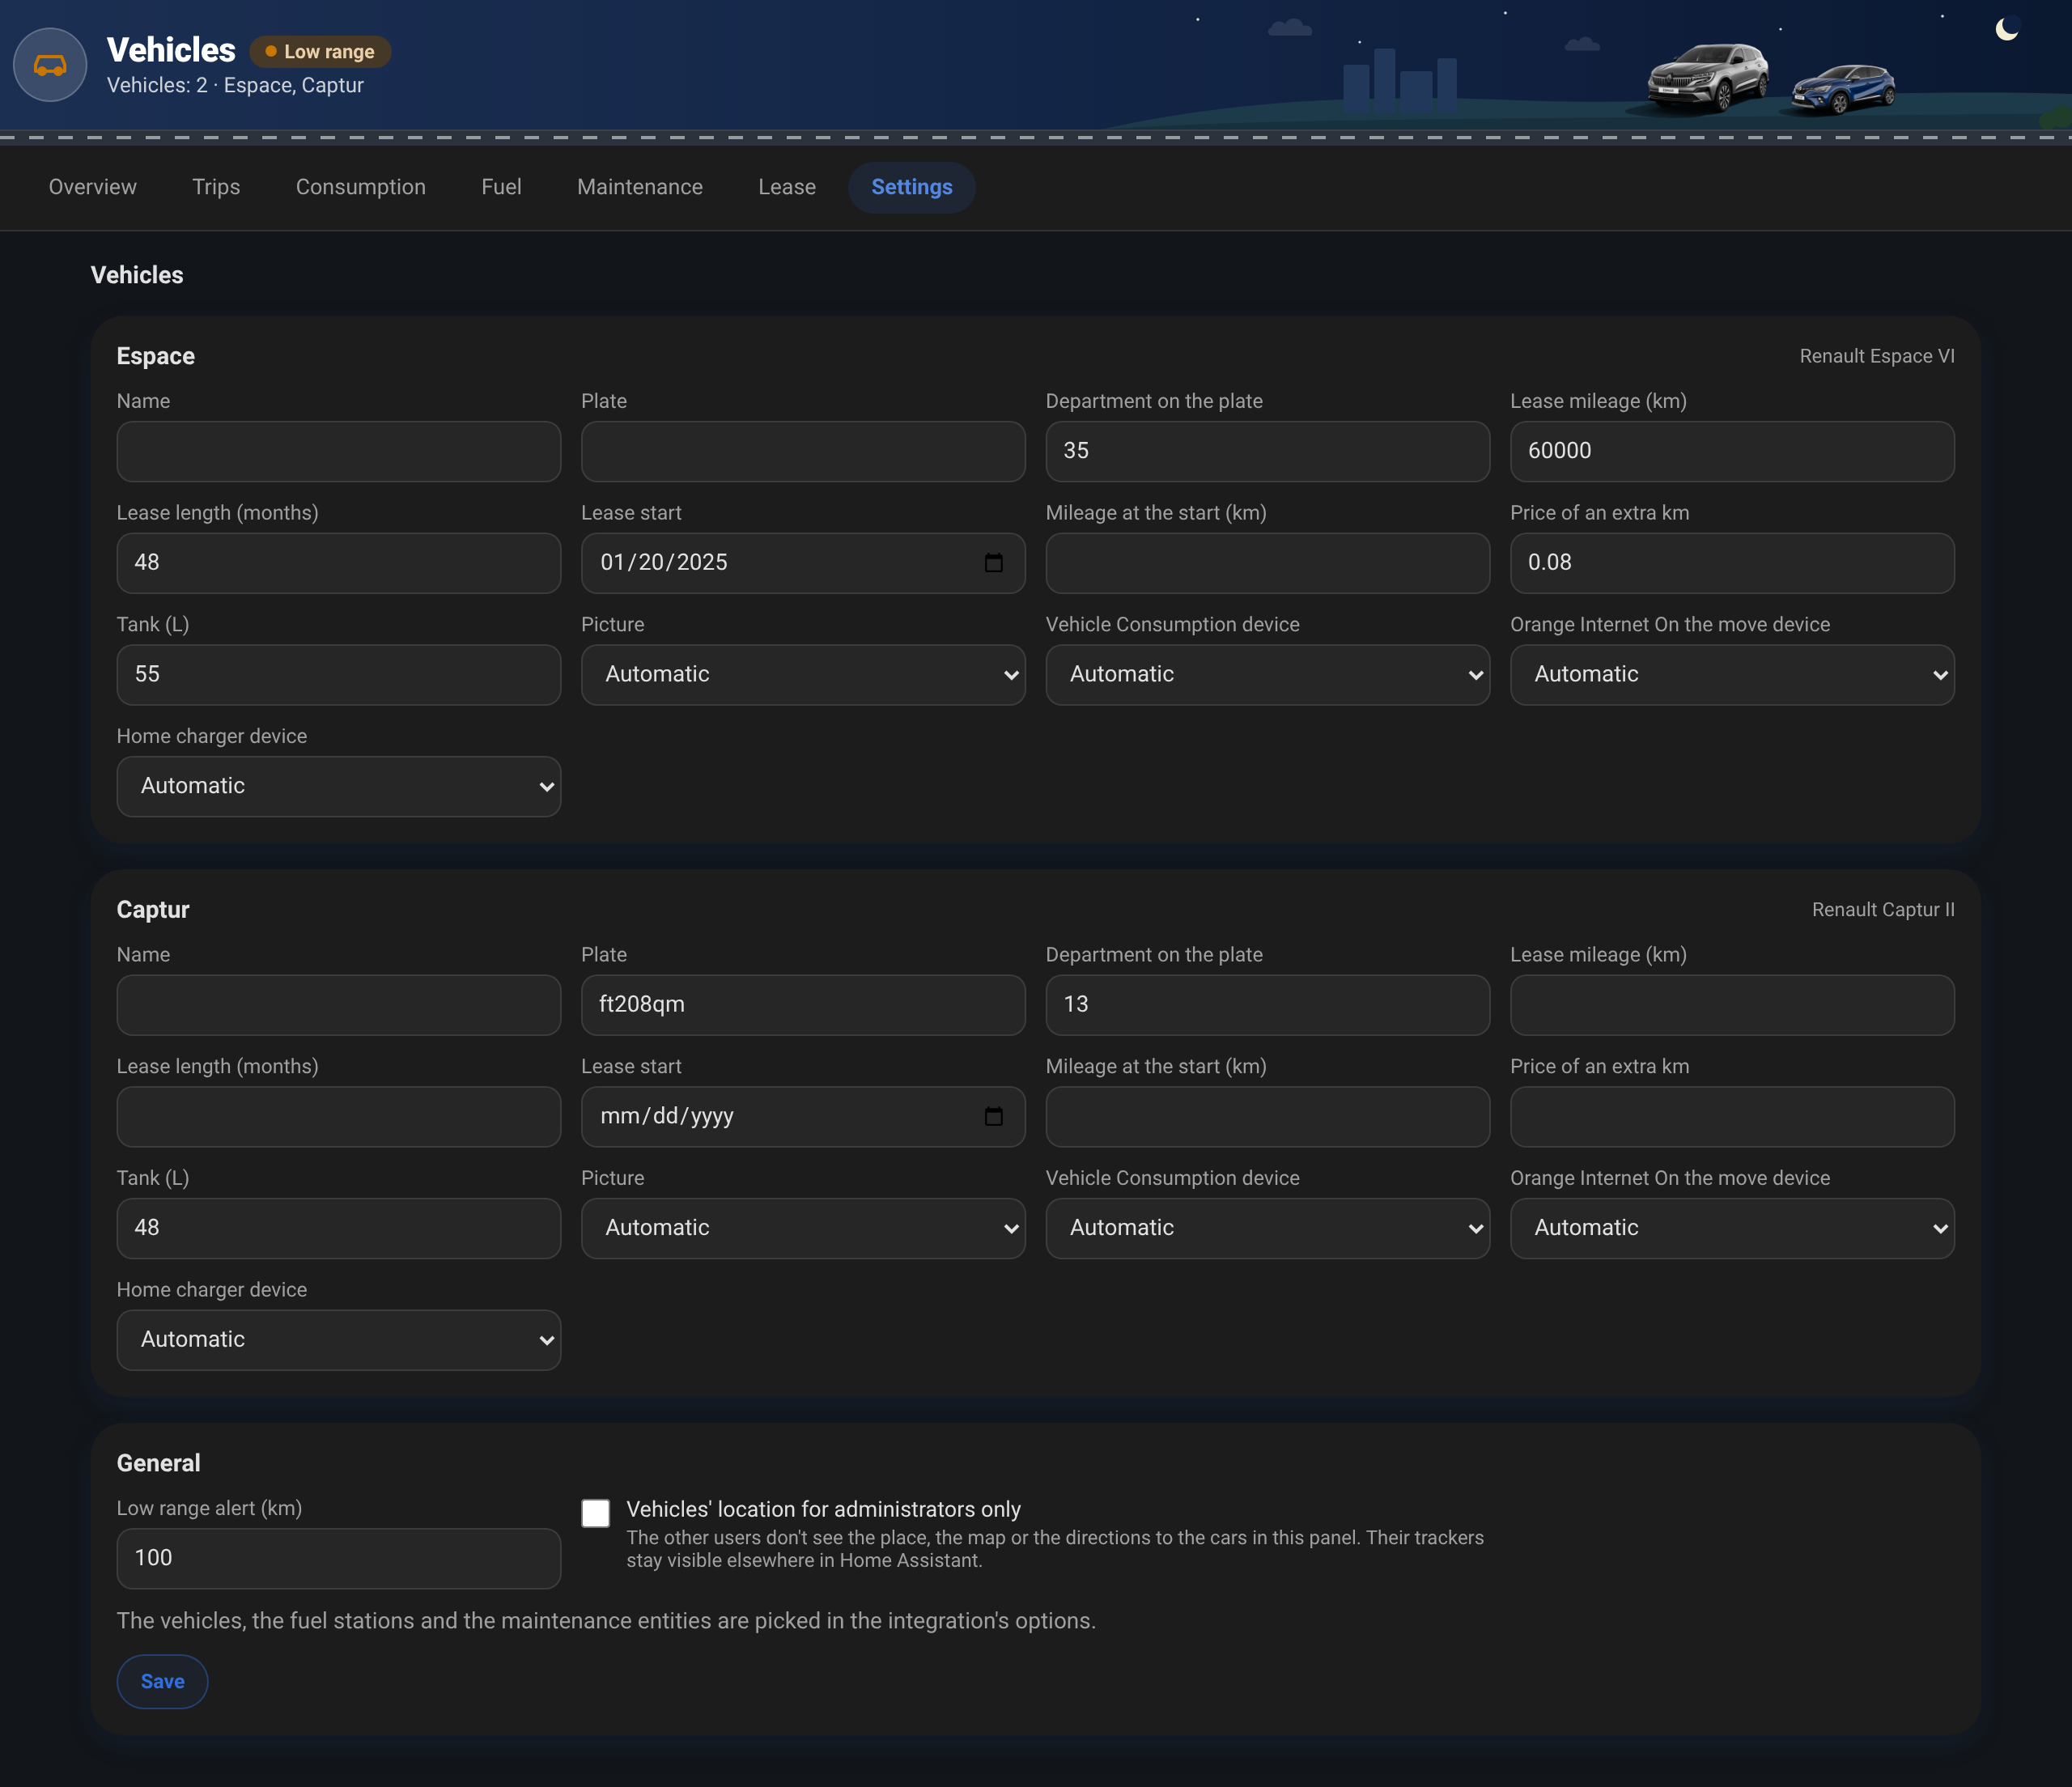 Vehicles
Low range
Vehicles: 2 · Espace, Captur
Overview Trips Consumption Fuel Maintenance Lease Settings
Vehicles
Espace Renault Espace VI
Name Plate Department on the plate Lease mileage (km)
35 60000
Lease length (months) Lease start Mileage at the start (km) Price of an extra km
48 01/20/2025 0.08
Tank (L) Picture Vehicle Consumption device Orange Internet On the move device
55 Automatic Automatic Automatic
Home charger device
Automatic
Captur Renault Captur II
Name Plate Department on the plate Lease mileage (km)
ft208qm 13
Lease length (months) Lease start Mileage at the start (km) Price of an extra km
mm/dd/yyyy
Tank (L) Picture Vehicle Consumption device Orange Internet On the move device
48 Automatic Automatic Automatic
Home charger device
Automatic
General
Low range alert (km)
100
Vehicles' location for administrators only
The other users don't see the place, the map or the directions to the cars in this panel. Their trackers
stay visible elsewhere in Home Assistant.
The vehicles, the fuel stations and the maintenance entities are picked in the integration's options.
Save